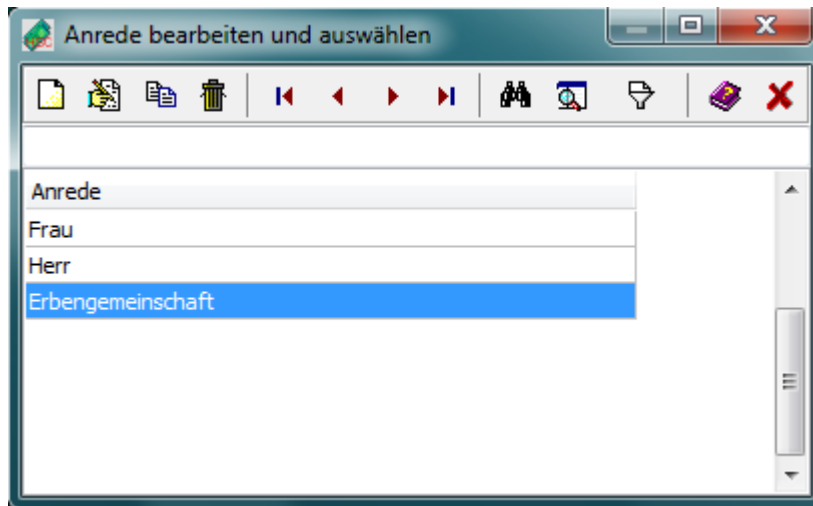 Anrede bearbeiten und auswählen
Anrede
Frau
Herr
Erbengemeinschaft